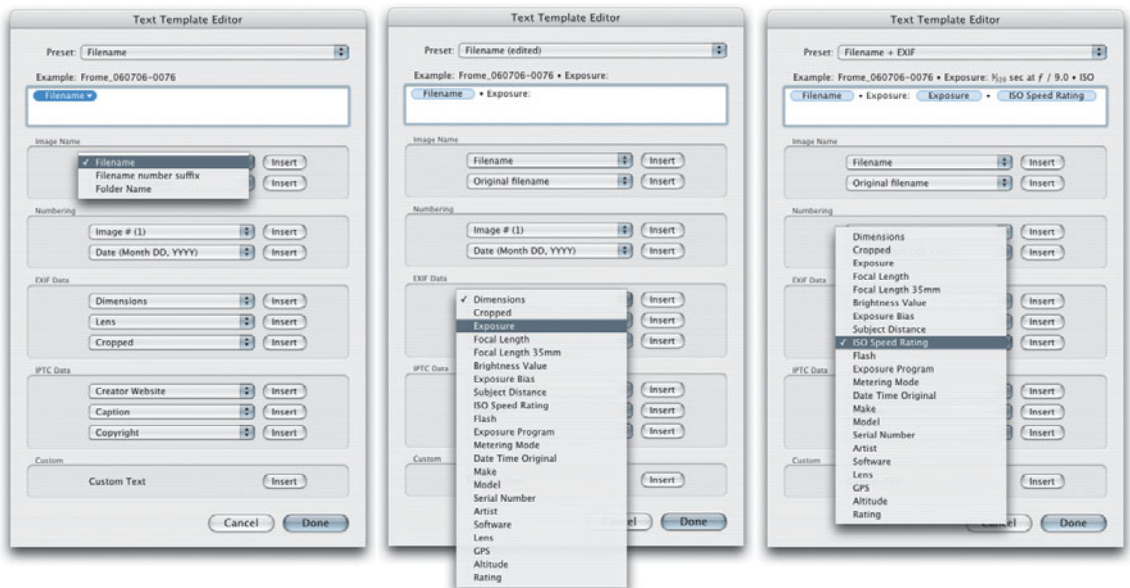 Text Template Editor
Preset: Filename
Example: Frome_060706-0076
Filename
Image Name
✓ Filename
Filename number suffix
Folder Name
Insert
Insert
Numbering
Image # (1) Insert
Date (Month DD, YYYY) Insert
EXIF Data
Dimensions Insert
Lens Insert
Cropped Insert
IPTC Data
Creator Website Insert
Caption Insert
Copyright Insert
Custom
Custom Text Insert
Cancel Done
Text Template Editor
Preset: Filename (edited)
Example: Frome_060706-0076 • Exposure:
Filename • Exposure:
Image Name
Filename Insert
Original filename Insert
Numbering
Image # (1) Insert
Date (Month DD, YYYY) Insert
EXIF Data
✓ Dimensions
Cropped
Exposure
Focal Length
Focal Length 35mm
Brightness Value
Exposure Bias
Subject Distance
ISO Speed Rating
Flash
Exposure Program
Metering Mode
Date Time Original
Make
Model
Serial Number
Artist
Software
Lens
GPS
Altitude
Rating
Insert
Insert
Insert
IPTC Data
Insert
Insert
Insert
Custom
Insert
el Done
Text Template Editor
Preset: Filename + EXIF
Example: Frome_060706-0076 • Exposure: sec at f / 9.0 • ISO
Filename • Exposure: Exposure • ISO Speed Rating
Image Name
Filename Insert
Original filename Insert
Numbering
Insert
Insert
EXIF Data
Dimensions
Cropped
Exposure
Focal Length
Focal Length 35mm
Brightness Value
Exposure Bias
Subject Distance
✓ ISO Speed Rating
Flash
Exposure Program
Metering Mode
Date Time Original
Make
Model
Serial Number
Artist
Software
Lens
GPS
Altitude
Rating
Insert
Insert
Insert
IPTC Data
Insert
Insert
Insert
Custom
Insert
el Done